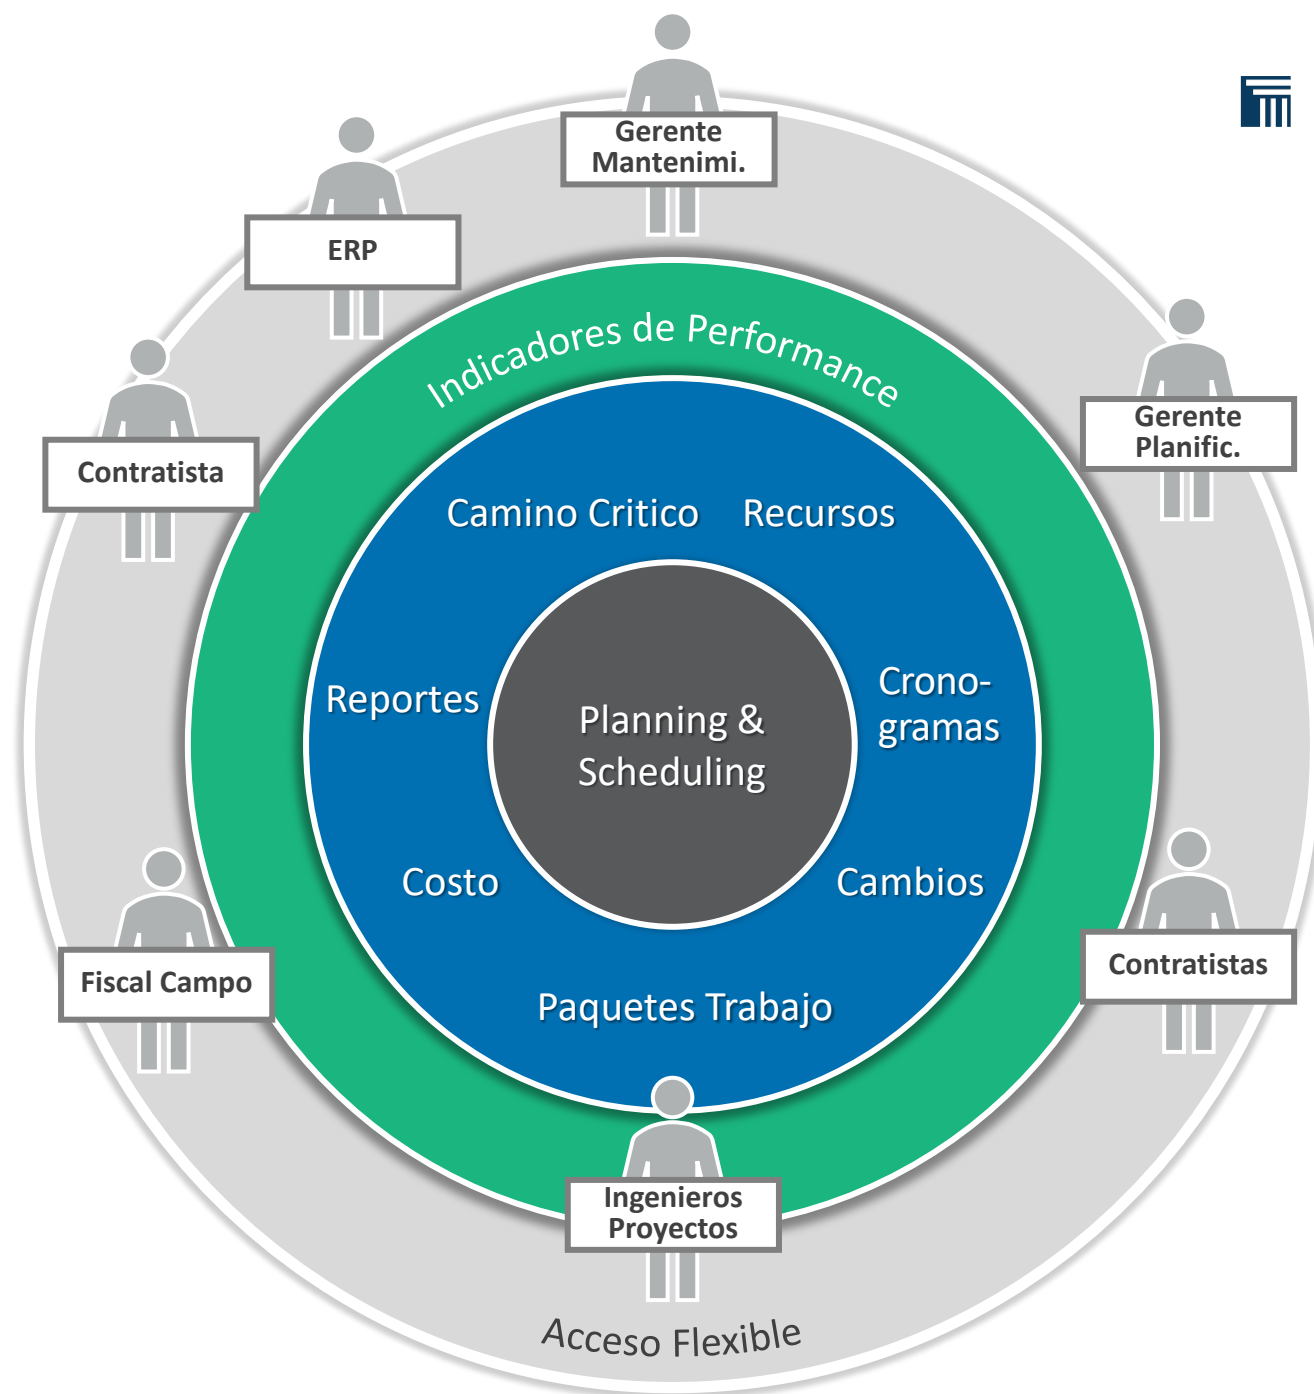 Gerente
Mantenimi.
ERP
Indicadores de Performance
Gerente
Planific.
Contratista
Camino Critico
Recursos
Reportes
Crono-
gramas
Planning &
Scheduling
Costo
Cambios
Fiscal Campo
Contratistas
Paquetes Trabajo
Ingenieros
Proyectos
Acceso Flexible